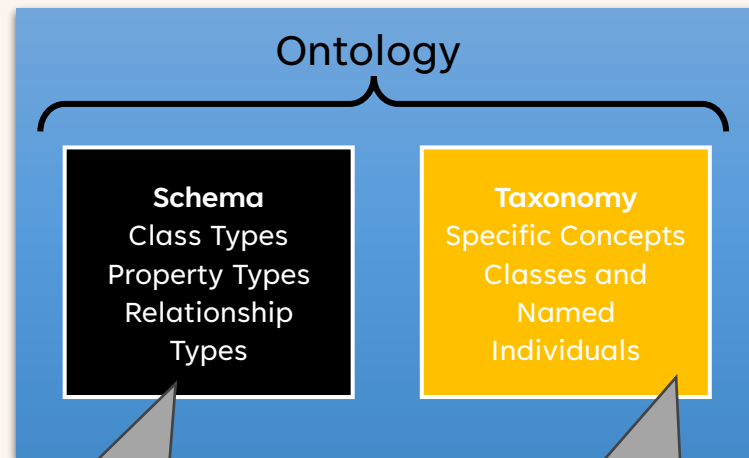 Ontology
Schema
Class Types
Property Types
Relationship
Types
Taxonomy
Specific Concepts
Classes and
Named
Individuals